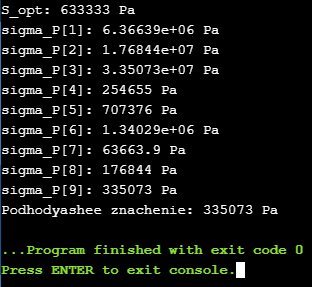 S_opt: 633333 Pa
sigma_P[1]: 6.36639e+06 Pa
sigma_P[2]: 1.76844e+07 Pa
sigma_P[3]: 3.35073e+07 Pa
sigma_P[4]: 254655 Pa
sigma_P[5]: 707376 Pa
sigma_P[6]: 1.34029e+06 Pa
sigma_P[7]: 63663.9 Pa
sigma_P[8]: 176844 Pa
sigma_P[9]: 335073 Pa
Podhodyashee znachenie: 335073 Pa
...Program finished with exit code 0
Press ENTER to exit console.